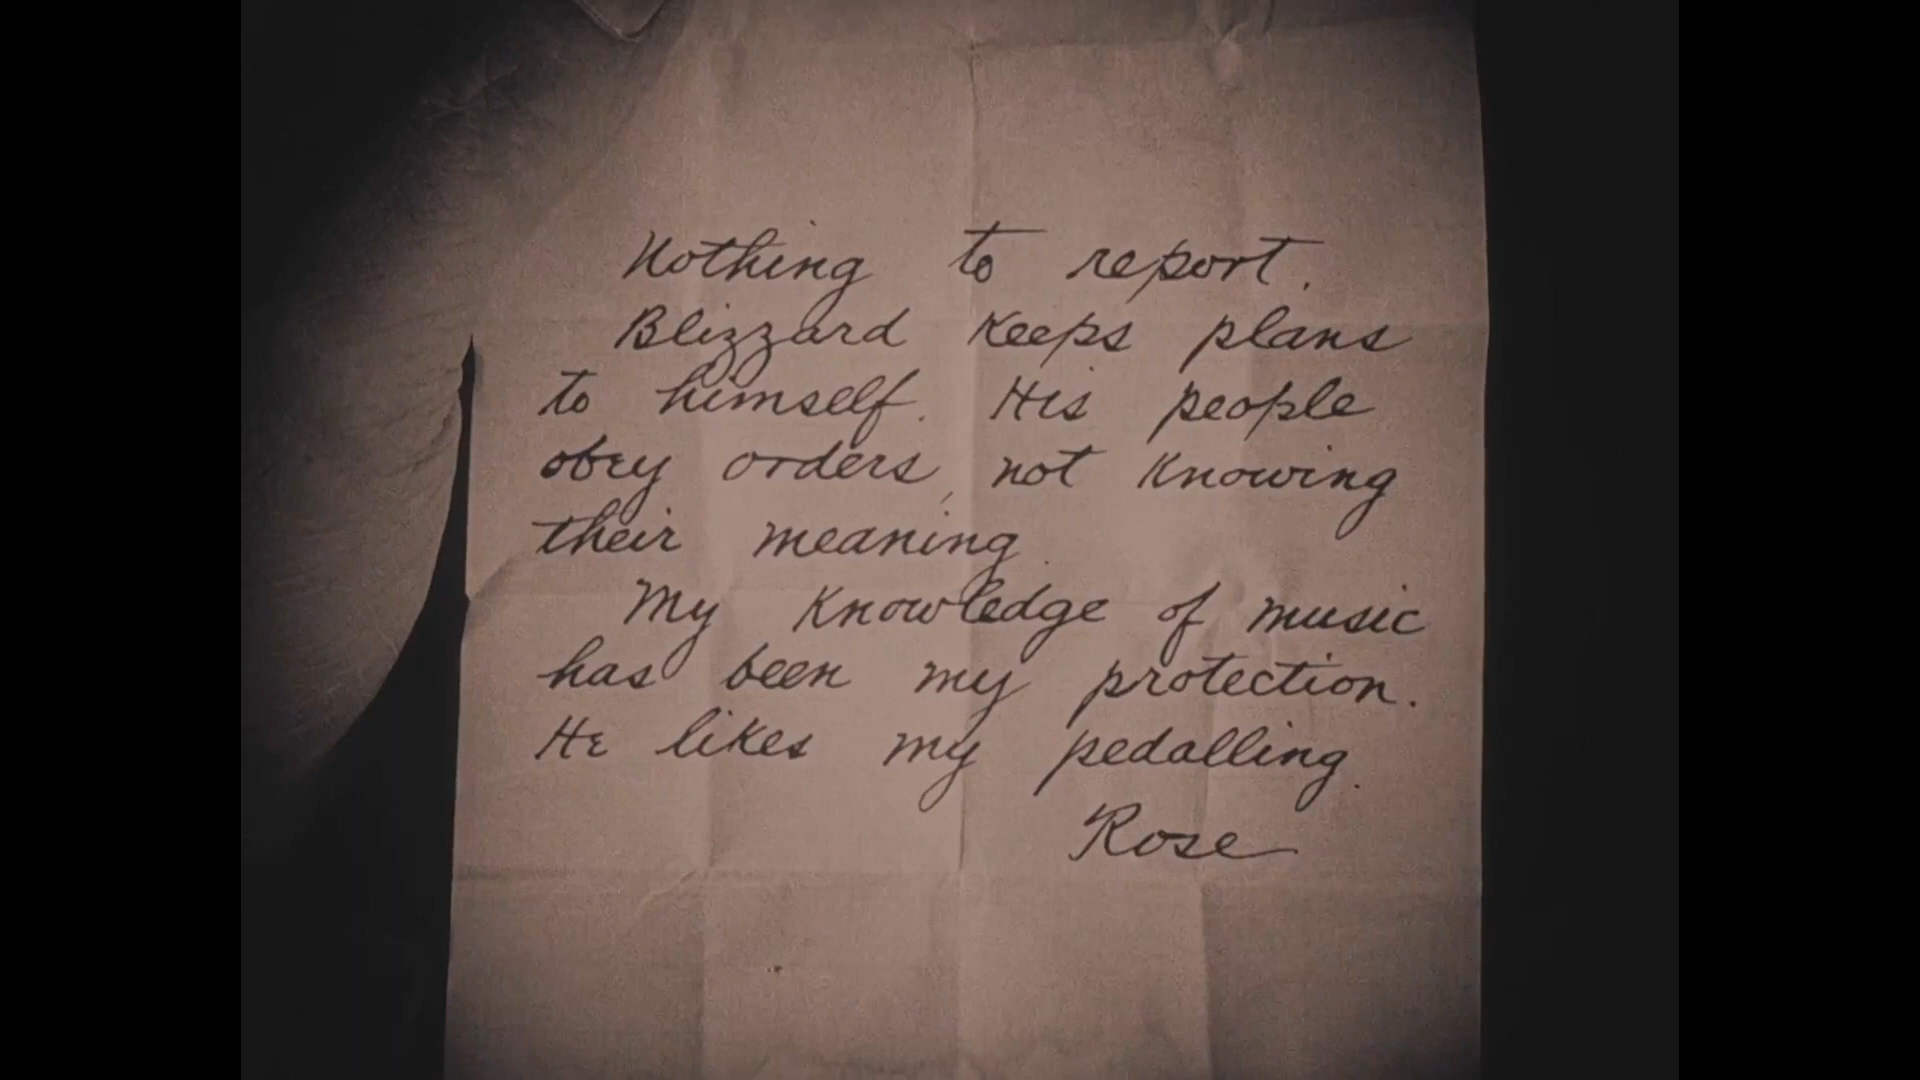 Nothing to report.
Blizzard keeps plans
to himself. His people
obey orders, not knowing
their meaning.
My knowledge of music
has been my protection.
He likes my pedalling.
Rose